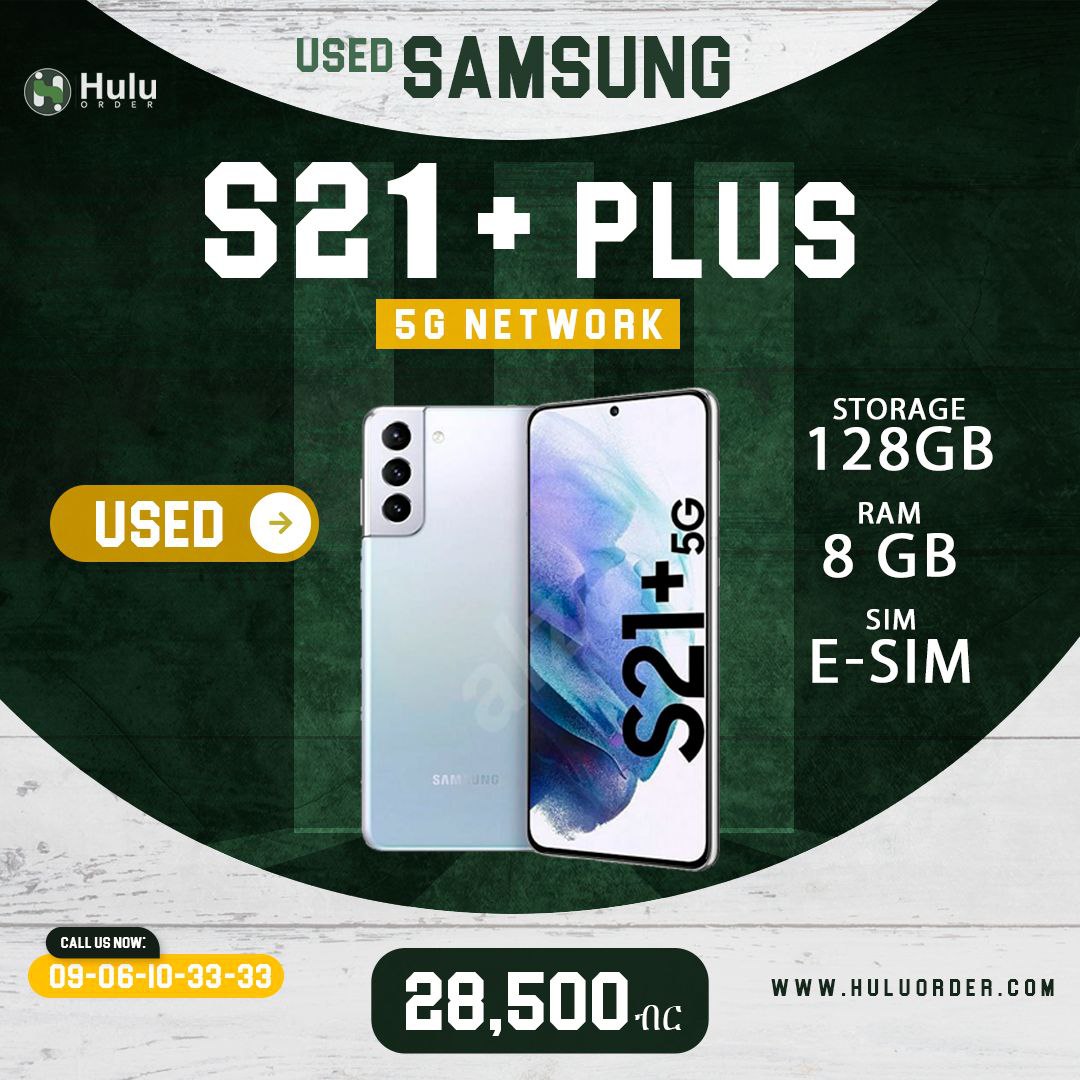 USED SAMSUNG
Hulu
ORDER
S21 + PLUS
5G NETWORK
STORAGE
128GB
RAM
8 GB
SIM
E-SIM
USED
S21+ 5G
SAMSUNG
CALL US NOW:
09-06-10-33-33
28,500 ብር
WWW.HULUORDER.COM